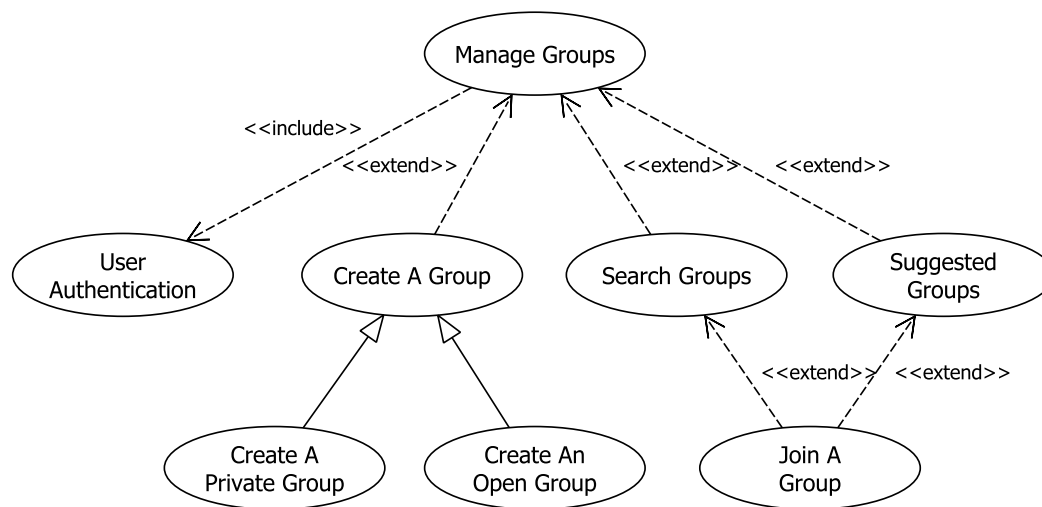 Manage Groups
<<include>>
<<extend>>
<<extend>>
<<extend>>
User
Authentication
Create A Group
Search Groups
Suggested
Groups
<<extend>>
<<extend>>
Create A
Private Group
Create An
Open Group
Join A
Group